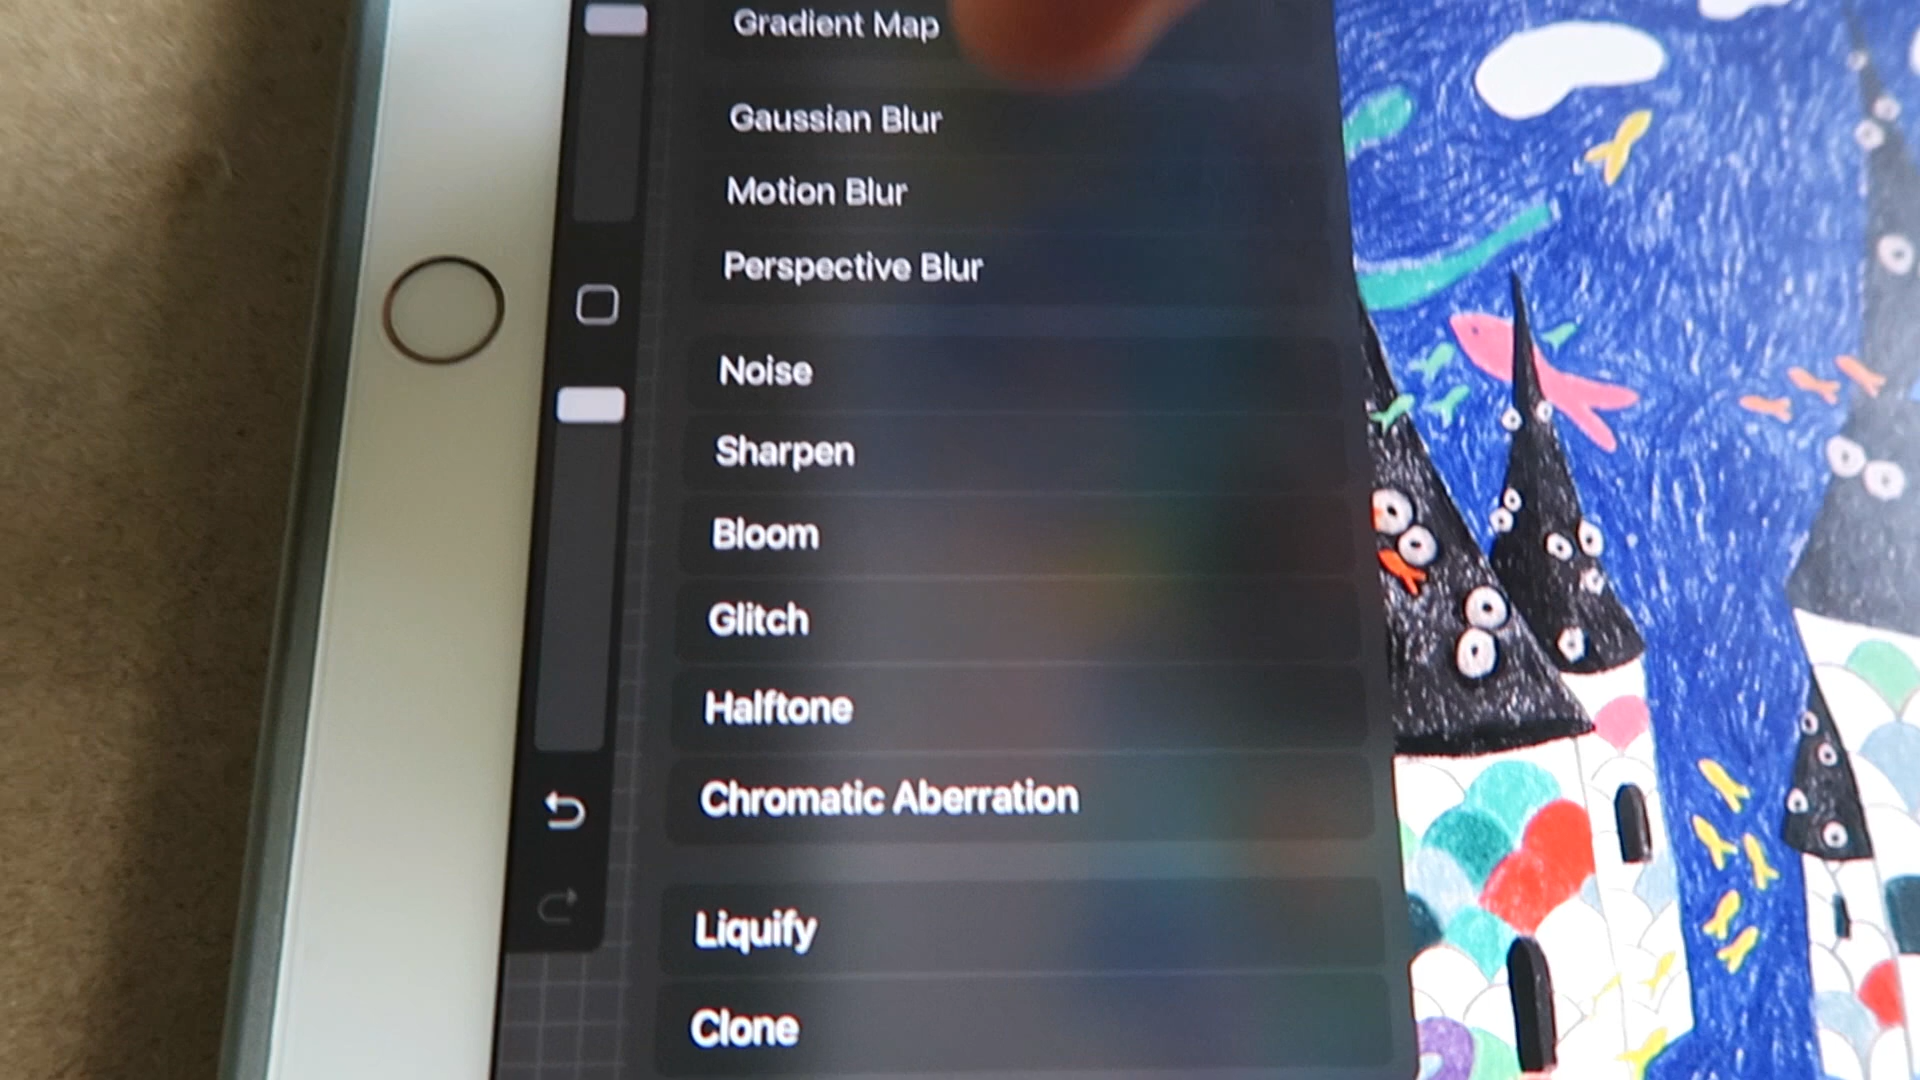 Gradient Map
Gaussian Blur
Motion Blur
Perspective Blur
Noise
Sharpen
Bloom
Glitch
Halftone
Chromatic Aberration
Liquify
Clone